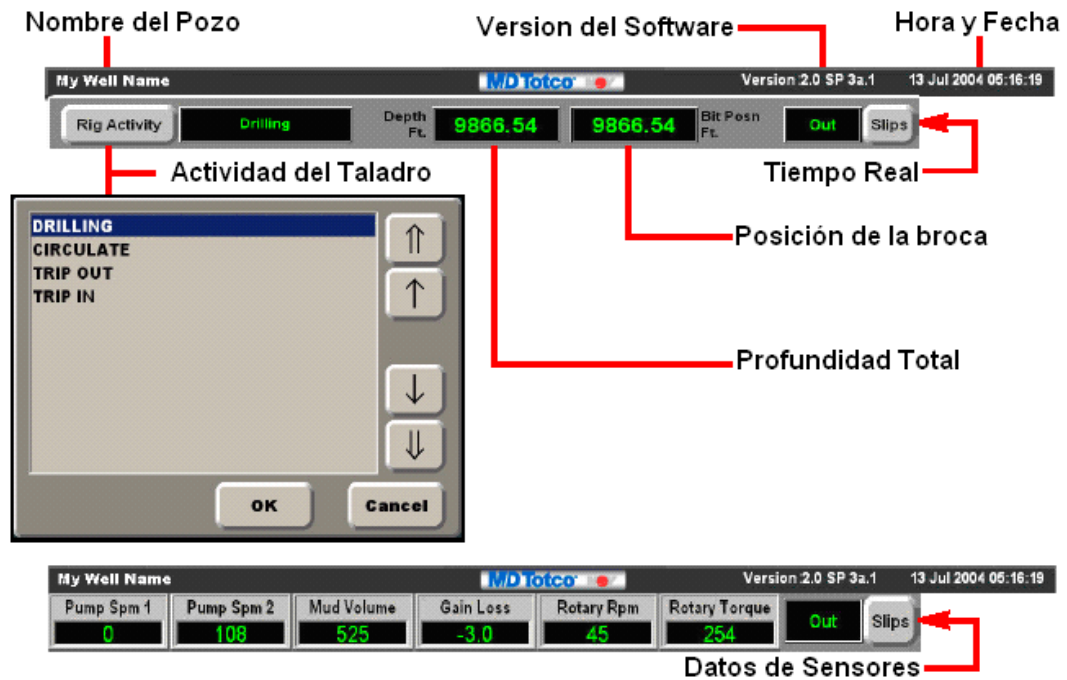 Nombre del Pozo
Version del Software
Hora y Fecha
My Well Name
MD Totco
Version:2.0 SP 3a.1
13 Jul 2004 05:16:19
Rig Activity
Drilling
Depth Ft.
9866.54
9866.54
Bit Posn Ft.
Out
Slips
Actividad del Taladro
Tiempo Real
DRILLING
CIRCULATE
TRIP OUT
TRIP IN
Posición de la broca
Profundidad Total
OK
Cancel
My Well Name
MD Totco
Version:2.0 SP 3a.1
13 Jul 2004 05:16:19
Pump Spm 1
Pump Spm 2
Mud Volume
Gain Loss
Rotary Rpm
Rotary Torque
0
108
525
-3.0
45
254
Out
Slips
Datos de Sensores